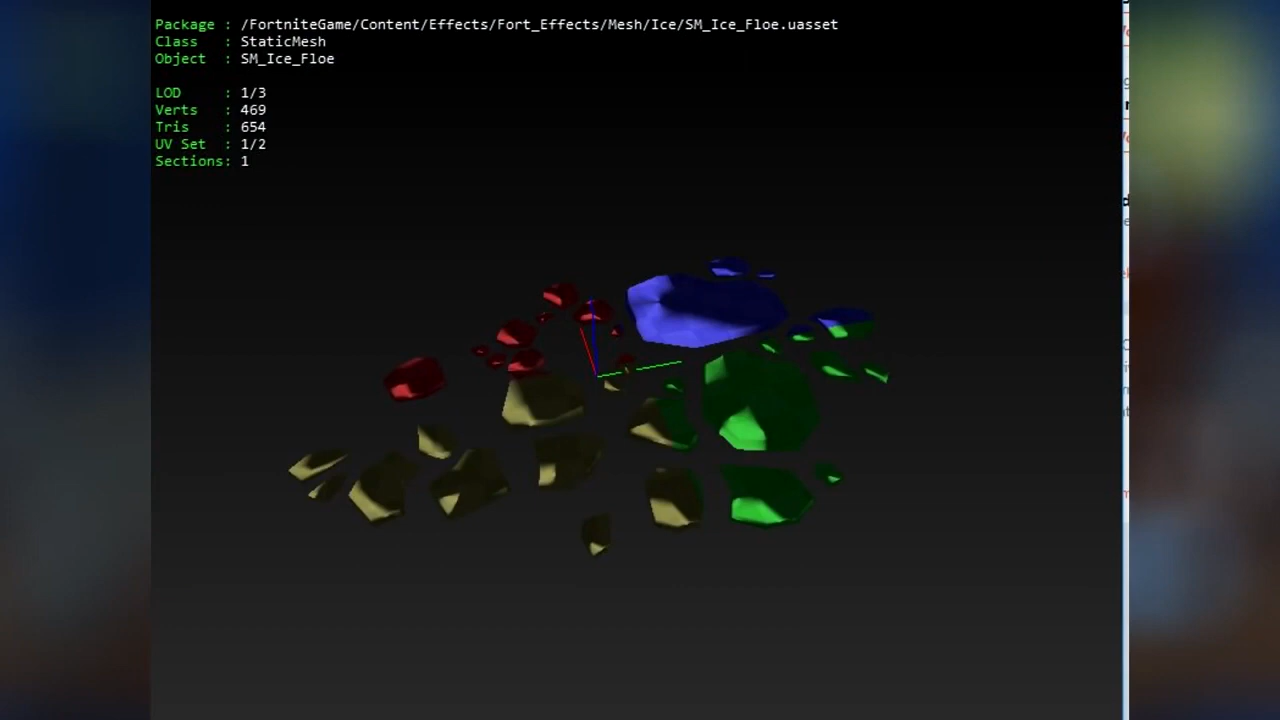 Package : /FortniteGame/Content/Effects/Fort_Effects/Mesh/Ice/SM_Ice_Floe.uasset
Class   : StaticMesh
Object  : SM_Ice_Floe
LOD     : 1/3
Verts   : 469
Tris    : 654
UV Set  : 1/2
Sections: 1